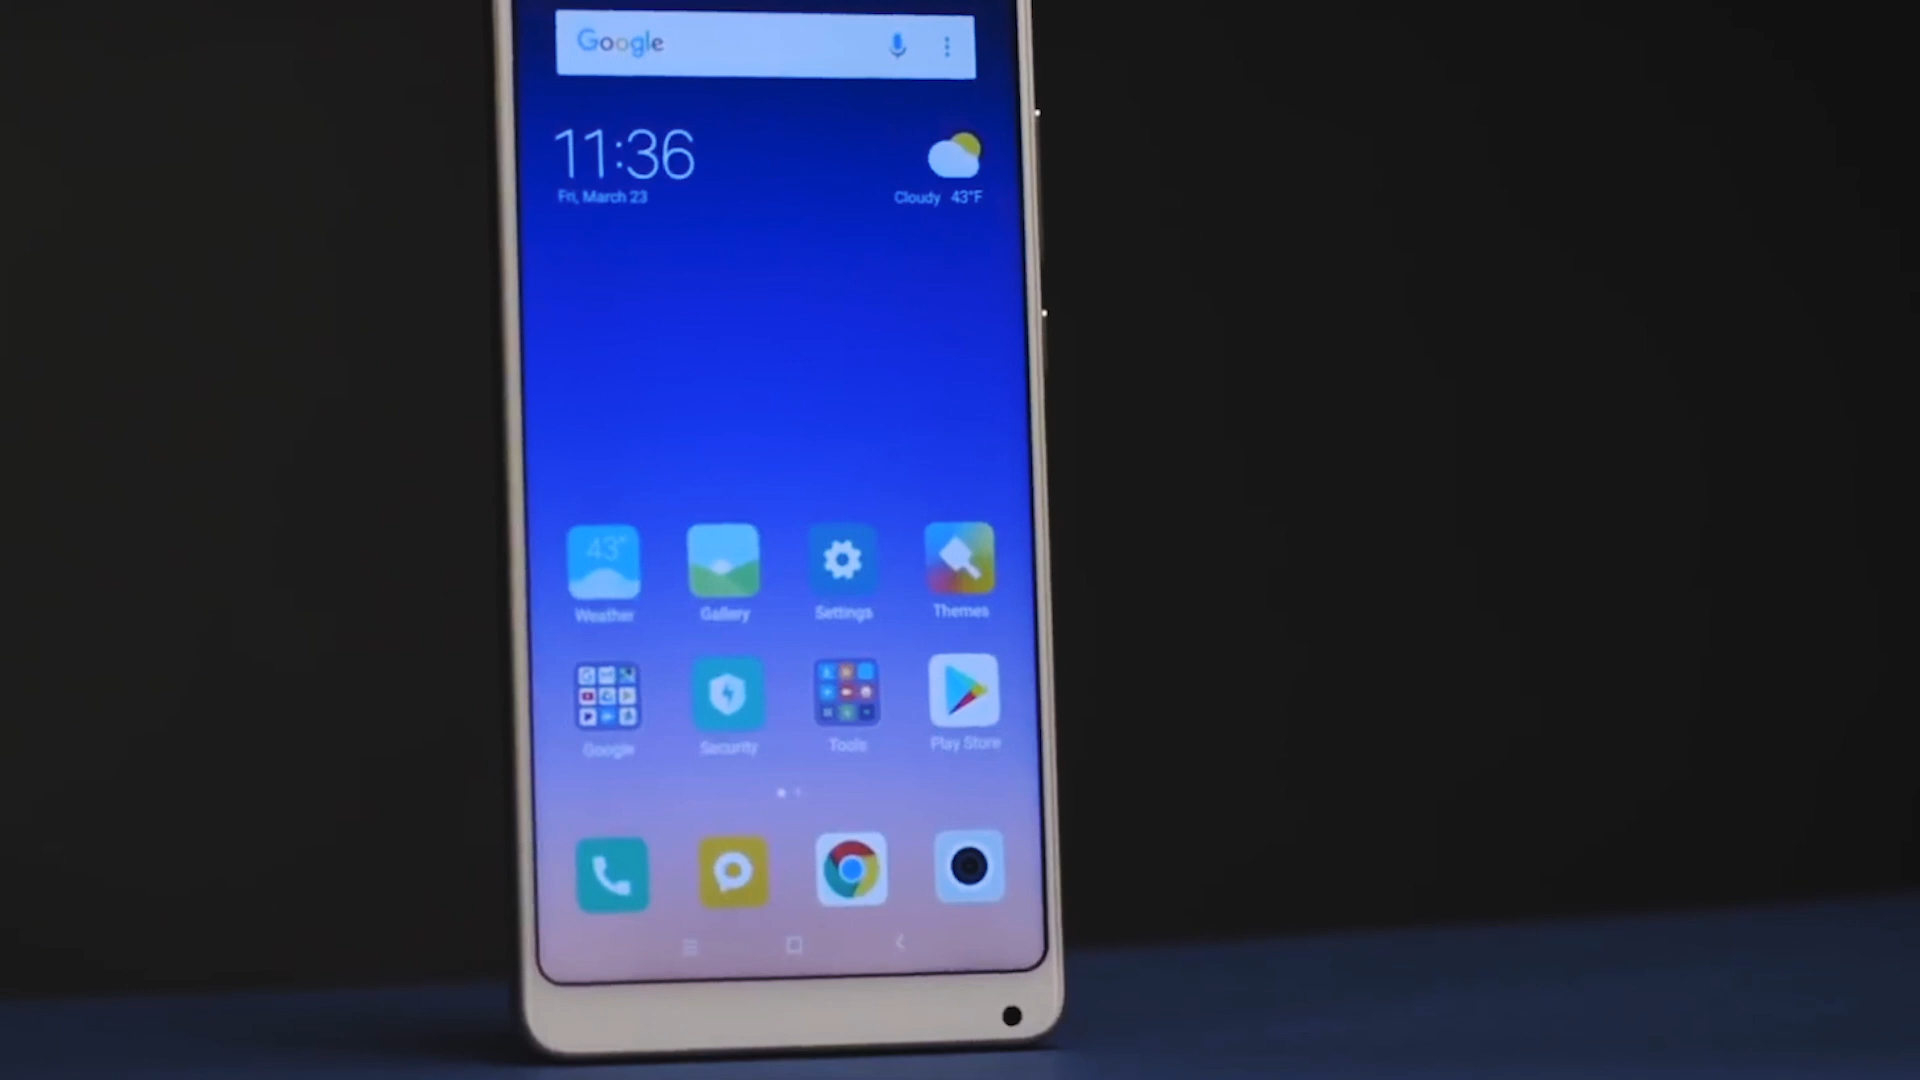 Google
11:36
Fri, March 23
Cloudy 43°F
43°
Weather Gallery Settings Themes
Google Security Tools Play Store